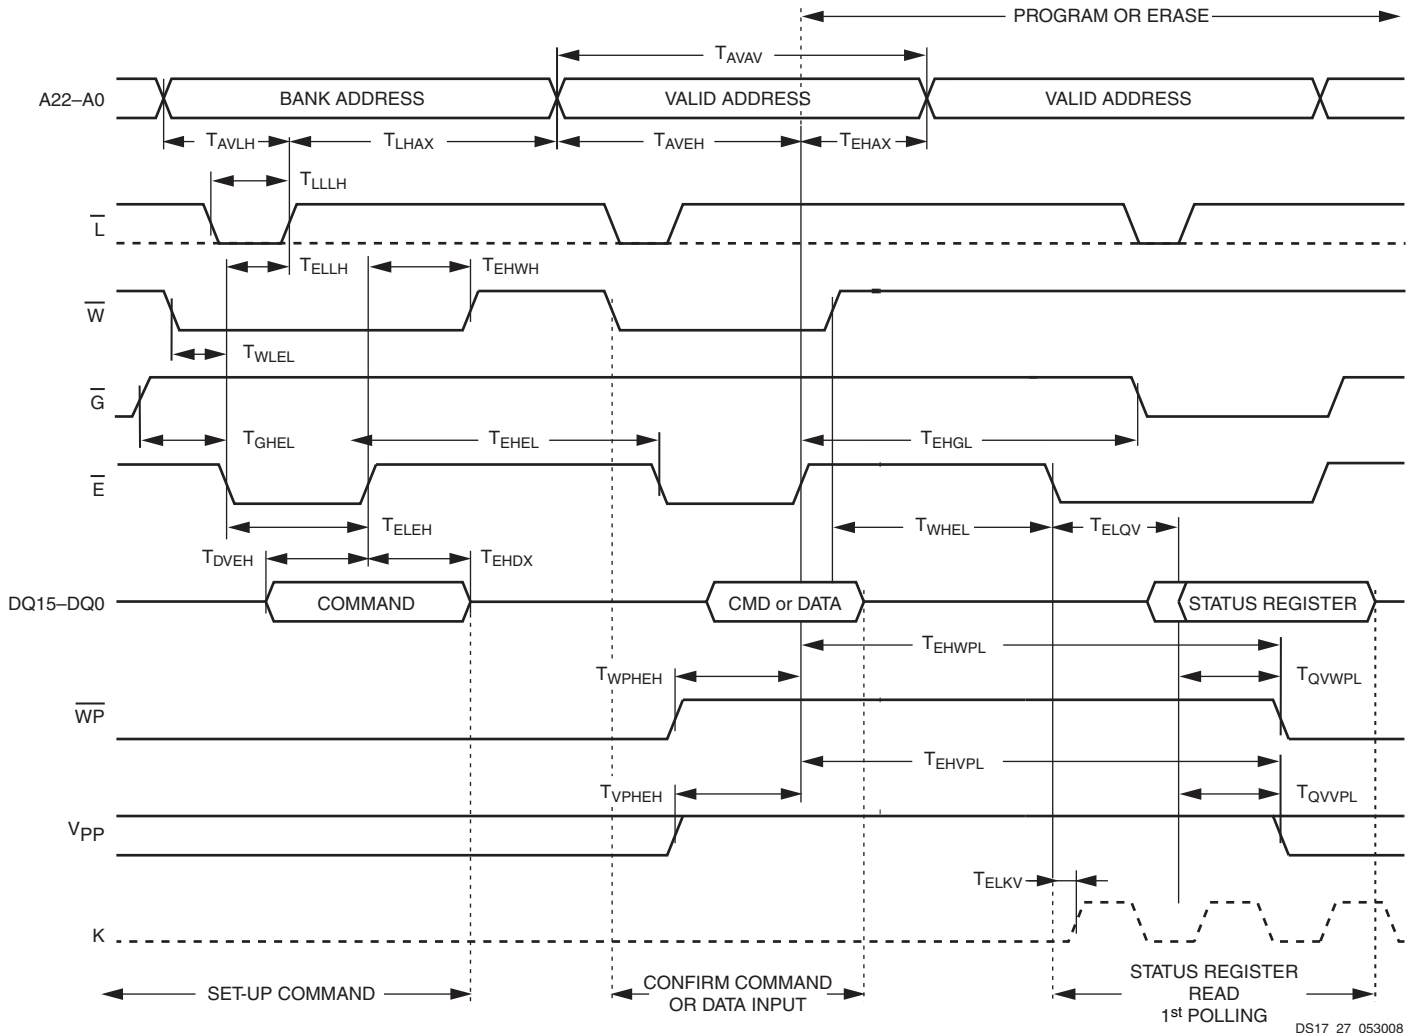 PROGRAM OR ERASE
TAVAV
A22–A0
BANK ADDRESS
VALID ADDRESS
VALID ADDRESS
TAVLH
TLHAX
TAVEH
TEHAX
TLLLH
L
TELLH
TEHWH
W
TWLEL
G
TGHEL
TEHEL
TEHGL
E
TELEH
TWHEL
TELQV
TDVEH
TEHDX
DQ15–DQ0
COMMAND
CMD or DATA
STATUS REGISTER
TEHWPL
TWPHEH
TQVWPL
WP
TEHVPL
TVPHEH
TQVVPL
VPP
TELKV
K
SET-UP COMMAND
CONFIRM COMMAND
OR DATA INPUT
STATUS REGISTER
READ
1st POLLING
DS17_27_053008